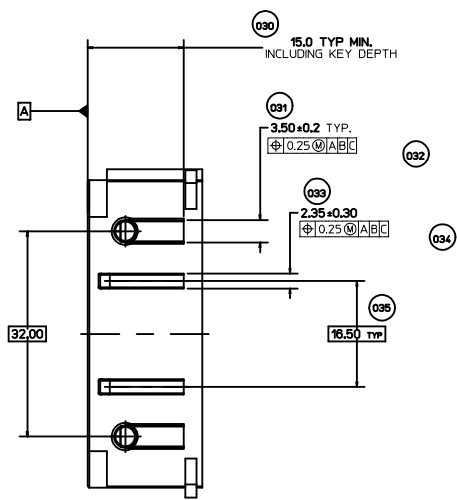 030
15.0 TYP MIN.
INCLUDING KEY DEPTH
A
031
3.50±0.2 TYP.
⌖ 0.25 Ⓜ A B C
032
033
2.35±0.30
⌖ 0.25 Ⓜ A B C
034
035
32.00
16.50 TYP